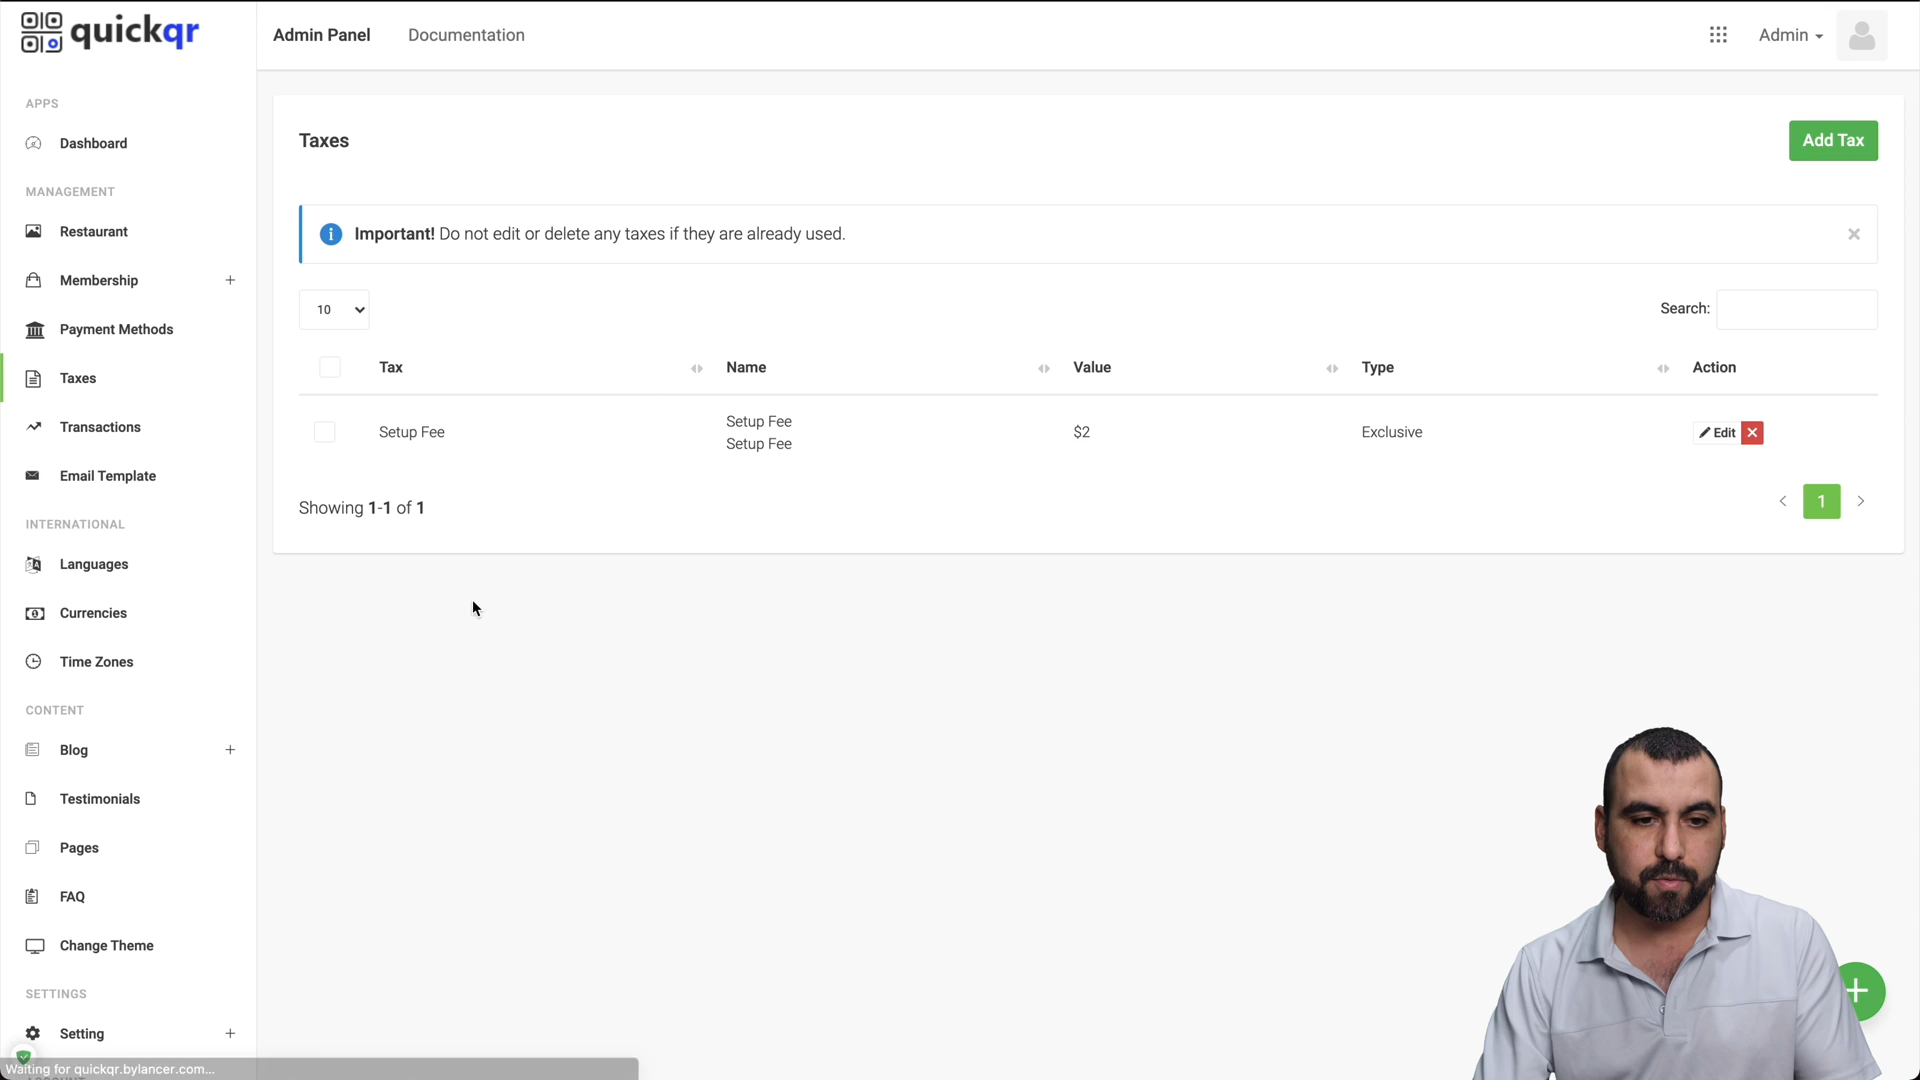 quickqr
Admin Panel
Documentation
Admin
APPS
Dashboard
MANAGEMENT
Restaurant
Membership
Payment Methods
Taxes
Transactions
Email Template
INTERNATIONAL
Languages
Currencies
Time Zones
CONTENT
Blog
Testimonials
Pages
FAQ
Change Theme
SETTINGS
Setting
Waiting for quickqr.bylancer.com...
Taxes
Add Tax
Important! Do not edit or delete any taxes if they are already used.
10
Search:
Tax Name Value Type Action
Setup Fee
Setup Fee
Setup Fee
$2
Exclusive
Edit
Showing 1-1 of 1
1